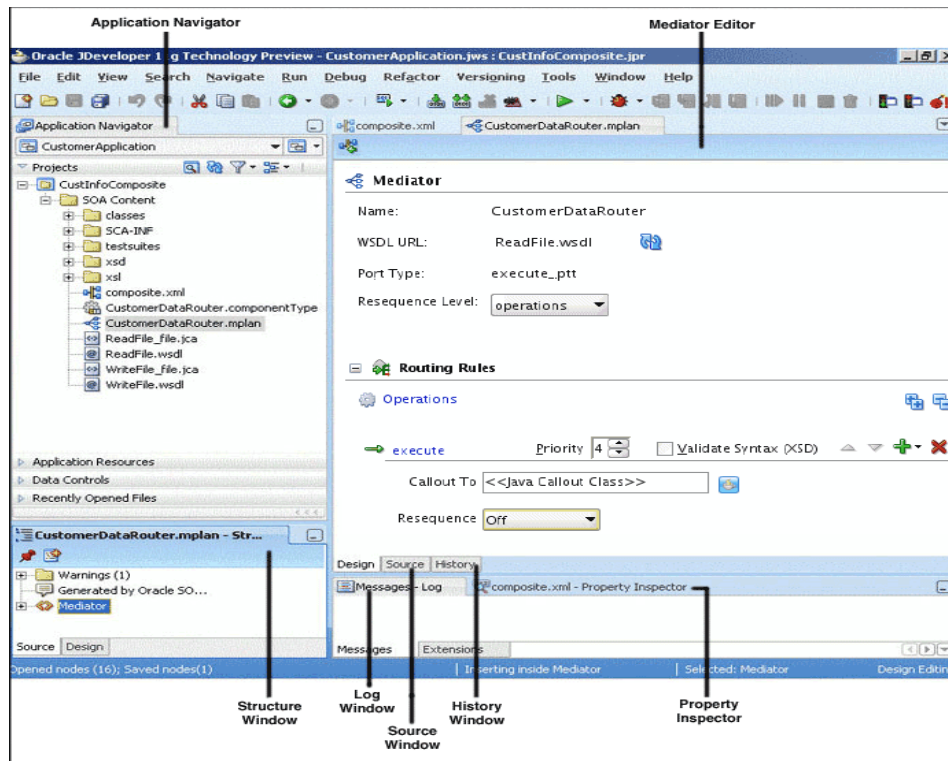 Application Navigator
Mediator Editor
Oracle JDeveloper 11g Technology Preview - CustomerApplication.jws : CustInfoComposite.jpr
File Edit View Search Navigate Run Debug Refactor Versioning Tools Window Help
Application Navigator
composite.xml
CustomerDataRouter.mplan
CustomerApplication
Projects
CustInfoComposite
SOA Content
classes
SCA-INF
testsuites
xsd
xsl
composite.xml
CustomerDataRouter.componentType
CustomerDataRouter.mplan
ReadFile_file.jca
ReadFile.wsdl
WriteFile_file.jca
WriteFile.wsdl
Application Resources
Data Controls
Recently Opened Files
Mediator
Name: CustomerDataRouter
WSDL URL: ReadFile.wsdl
Port Type: execute_ptt
Resequence Level: operations
Routing Rules
Operations
execute Priority 4 Validate Syntax (XSD)
Callout To <<Java Callout Class>>
Resequence Off
Design Source History
CustomerDataRouter.mplan - Str...
Warnings (1)
Generated by Oracle SO...
Mediator
Source Design
Messages - Log
composite.xml - Property Inspector
Messages Extensions
Opened nodes (16); Saved nodes(1) Inserting inside Mediator Selected: Mediator Design Editin
Structure Window
Log Window
Source Window
History Window
Property Inspector